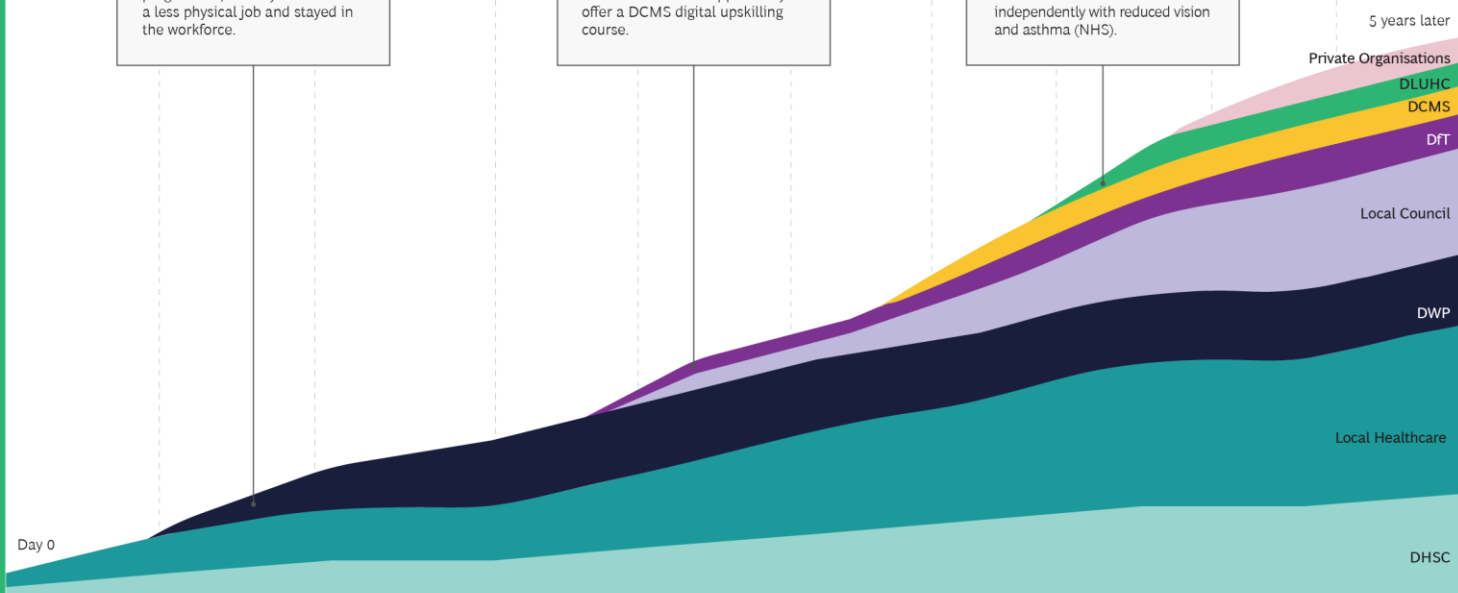 a less physical job and stayed in
the workforce.
offer a DCMS digital upskilling
course.
independently with reduced vision
and asthma (NHS).
5 years later
Private Organisations
DLUHC
DCMS
DfT
Local Council
DWP
Local Healthcare
Day 0
DHSC